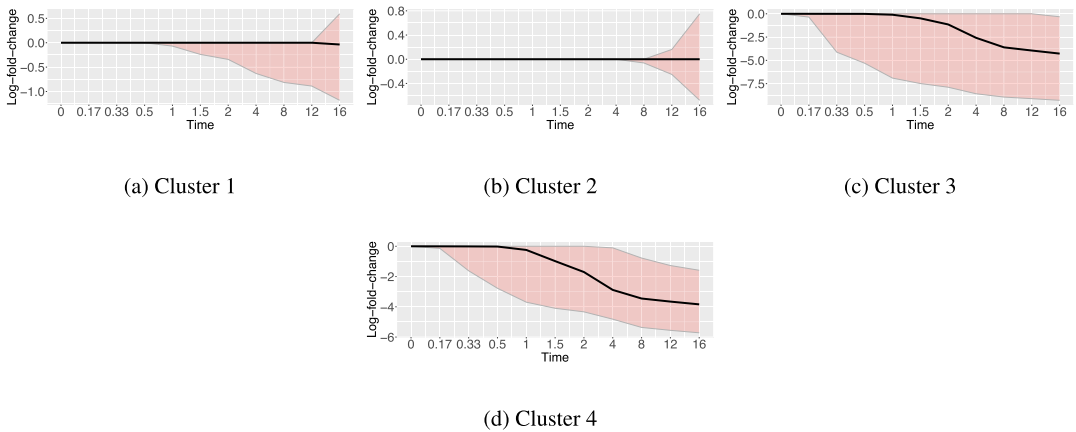 Log−fold−change
0.5
0.0
−0.5
−1.0
0 0.17 0.33 0.5 1 1.5 2 4 8 12 16
Time
(a) Cluster 1
Log−fold−change
0.8
0.4
0.0
−0.4
0 0.17 0.33 0.5 1 1.5 2 4 8 12 16
Time
(b) Cluster 2
Log−fold−change
0.0
−2.5
−5.0
−7.5
0 0.17 0.33 0.5 1 1.5 2 4 8 12 16
Time
(c) Cluster 3
Log−fold−change
0
−2
−4
−6
0 0.17 0.33 0.5 1 1.5 2 4 8 12 16
Time
(d) Cluster 4